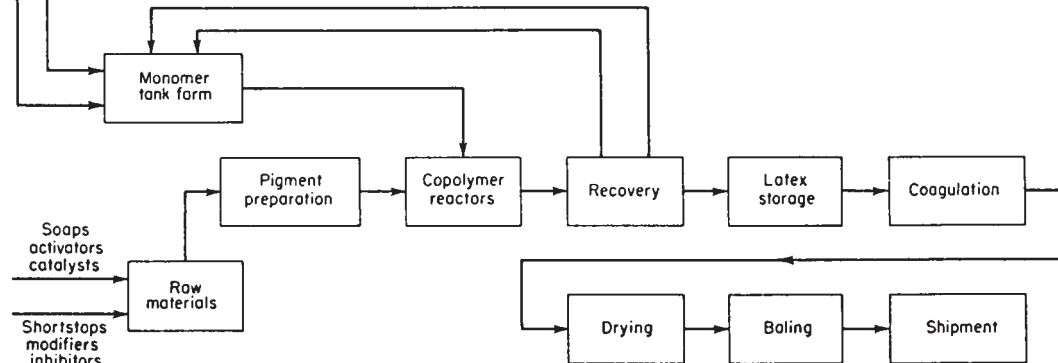 Monomer
tank farm
Pigment
preparation
Copolymer
reactors
Recovery
Latex
storage
Coagulation
Soaps
activators
catalysts
Raw
materials
Shortstops
modifiers
inhibitors
Drying
Baling
Shipment